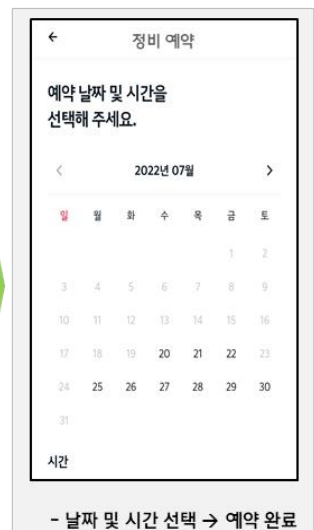 ← 정비 예약
예약 날짜 및 시간을
선택해 주세요.
< 2022년 07월 >
일 월 화 수 목 금 토
1 2
3 4 5 6 7 8 9
10 11 12 13 14 15 16
17 18 19 20 21 22 23
24 25 26 27 28 29 30
31
시간
- 날짜 및 시간 선택 → 예약 완료